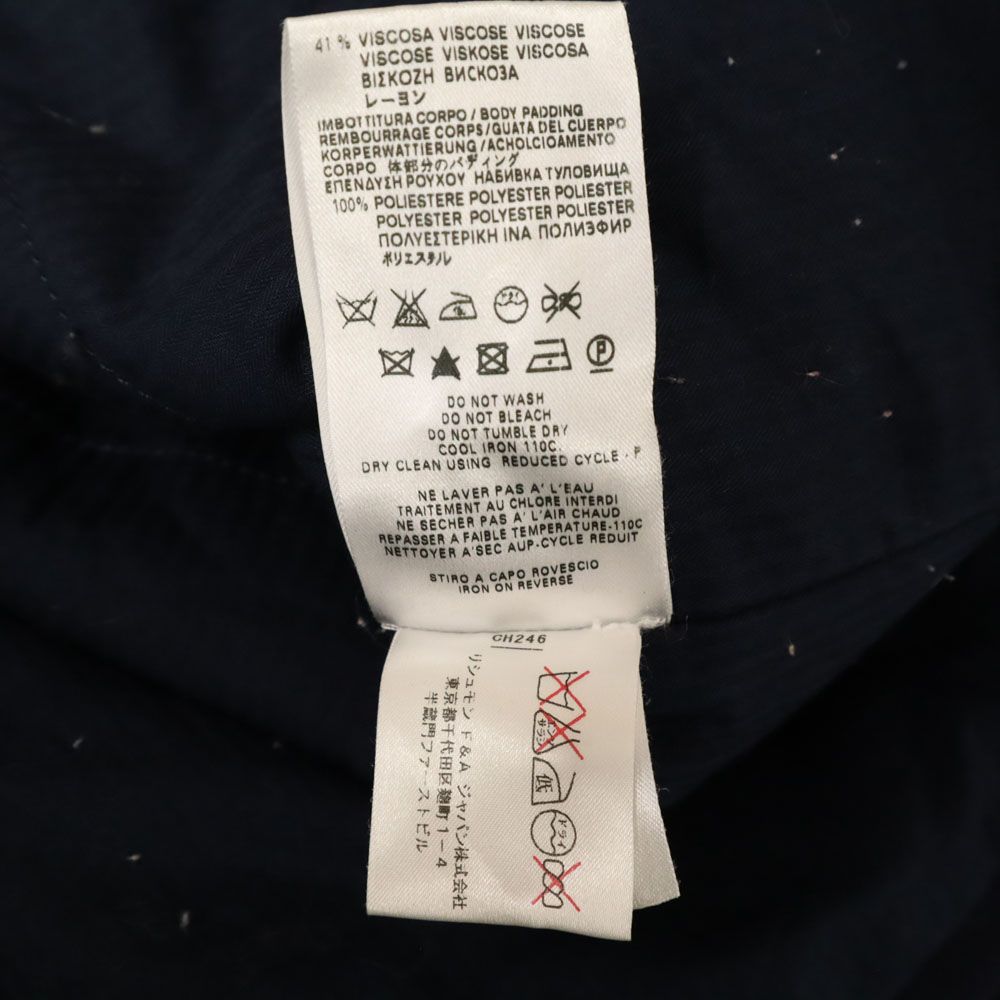 41% VISCOSA VISCOSE VISCOSE
VISCOSE VISKOSE VISCOSA
ΒΙΣΚΟΖΗ ВИСКОЗА
レーヨン
IMBOTTITURA CORPO / BODY PADDING
REMBOURRAGE CORPS/GUATA DEL CUERPO
KORPERWATTIERUNG /ACHOLCIOAMENTO
CORPO 体部分のパディング
ΕΠΕΝΔΥΣΗ ΡΟΥΧΟΥ НАБИВКА ТУЛОВИЩА
100% POLIESTERE POLYESTER POLIESTER
POLYESTER POLYESTER POLIESTER
ΠΟΛΥΕΣΤΕΡΙΚΗ ΙΝΑ ПОЛИЭФИР
ポリエステル
P
DO NOT WASH
DO NOT BLEACH
DO NOT TUMBLE DRY
COOL IRON 110C.
DRY CLEAN USING REDUCED CYCLE - P
NE LAVER PAS A' L'EAU
TRAITEMENT AU CHLORE INTERDI
NE SECHER PAS A' L'AIR CHAUD
REPASSER A FAIBLE TEMPERATURE-110C
NETTOYER A'SEC AUP-CYCLE REDUIT
STIRO A CAPO ROVESCIO
IRON ON REVERSE
CH246
エンソ
サラシ
低
ドライ
リシュモン F&A ジャパン株式会社
東京都千代田区麹町1-4
半蔵門ファーストビル